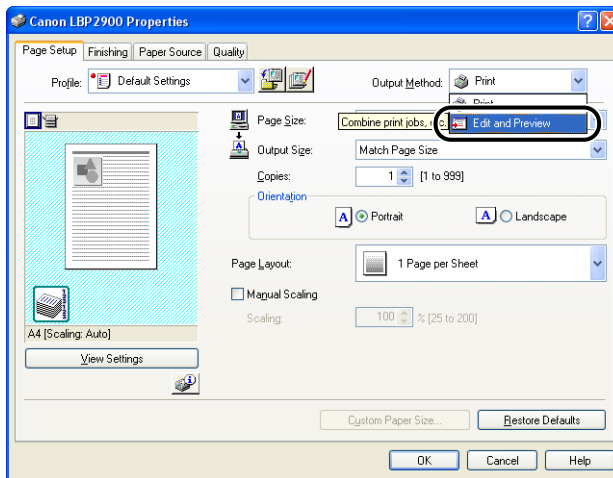 Canon LBP2900 Properties
Page Setup Finishing Paper Source Quality
Profile: Default Settings Output Method: Print
Print
Page Size: Combine print jobs, Edit and Preview
Output Size: Match Page Size
Copies: 1 [1 to 999]
Orientation
A Portrait A Landscape
Page Layout: 1 Page per Sheet
Manual Scaling
Scaling: 100 % [25 to 200]
A4 [Scaling: Auto]
View Settings
Custom Paper Size... Restore Defaults
OK Cancel Help